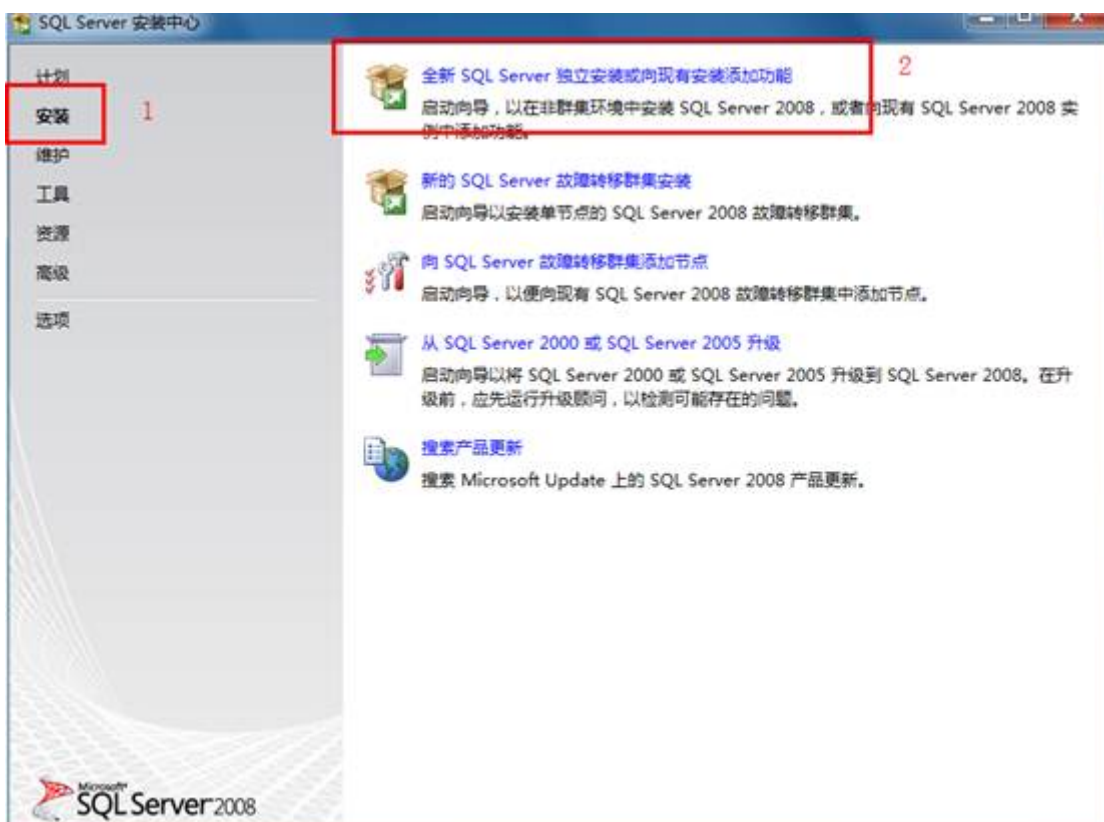 SQL Server 安装中心
计划
安装
1
维护
工具
资源
高级
选项
全新 SQL Server 独立安装或向现有安装添加功能
2
启动向导，以在非群集环境中安装 SQL Server 2008，或者向现有 SQL Server 2008 实
例中添加功能。
新的 SQL Server 故障转移群集安装
启动向导以安装单节点的 SQL Server 2008 故障转移群集。
向 SQL Server 故障转移群集添加节点
启动向导，以便向现有 SQL Server 2008 故障转移群集中添加节点。
从 SQL Server 2000 或 SQL Server 2005 升级
启动向导以将 SQL Server 2000 或 SQL Server 2005 升级到 SQL Server 2008。在升
级前，应先运行升级顾问，以检测可能存在的问题。
搜索产品更新
搜索 Microsoft Update 上的 SQL Server 2008 产品更新。
Microsoft
SQL Server 2008